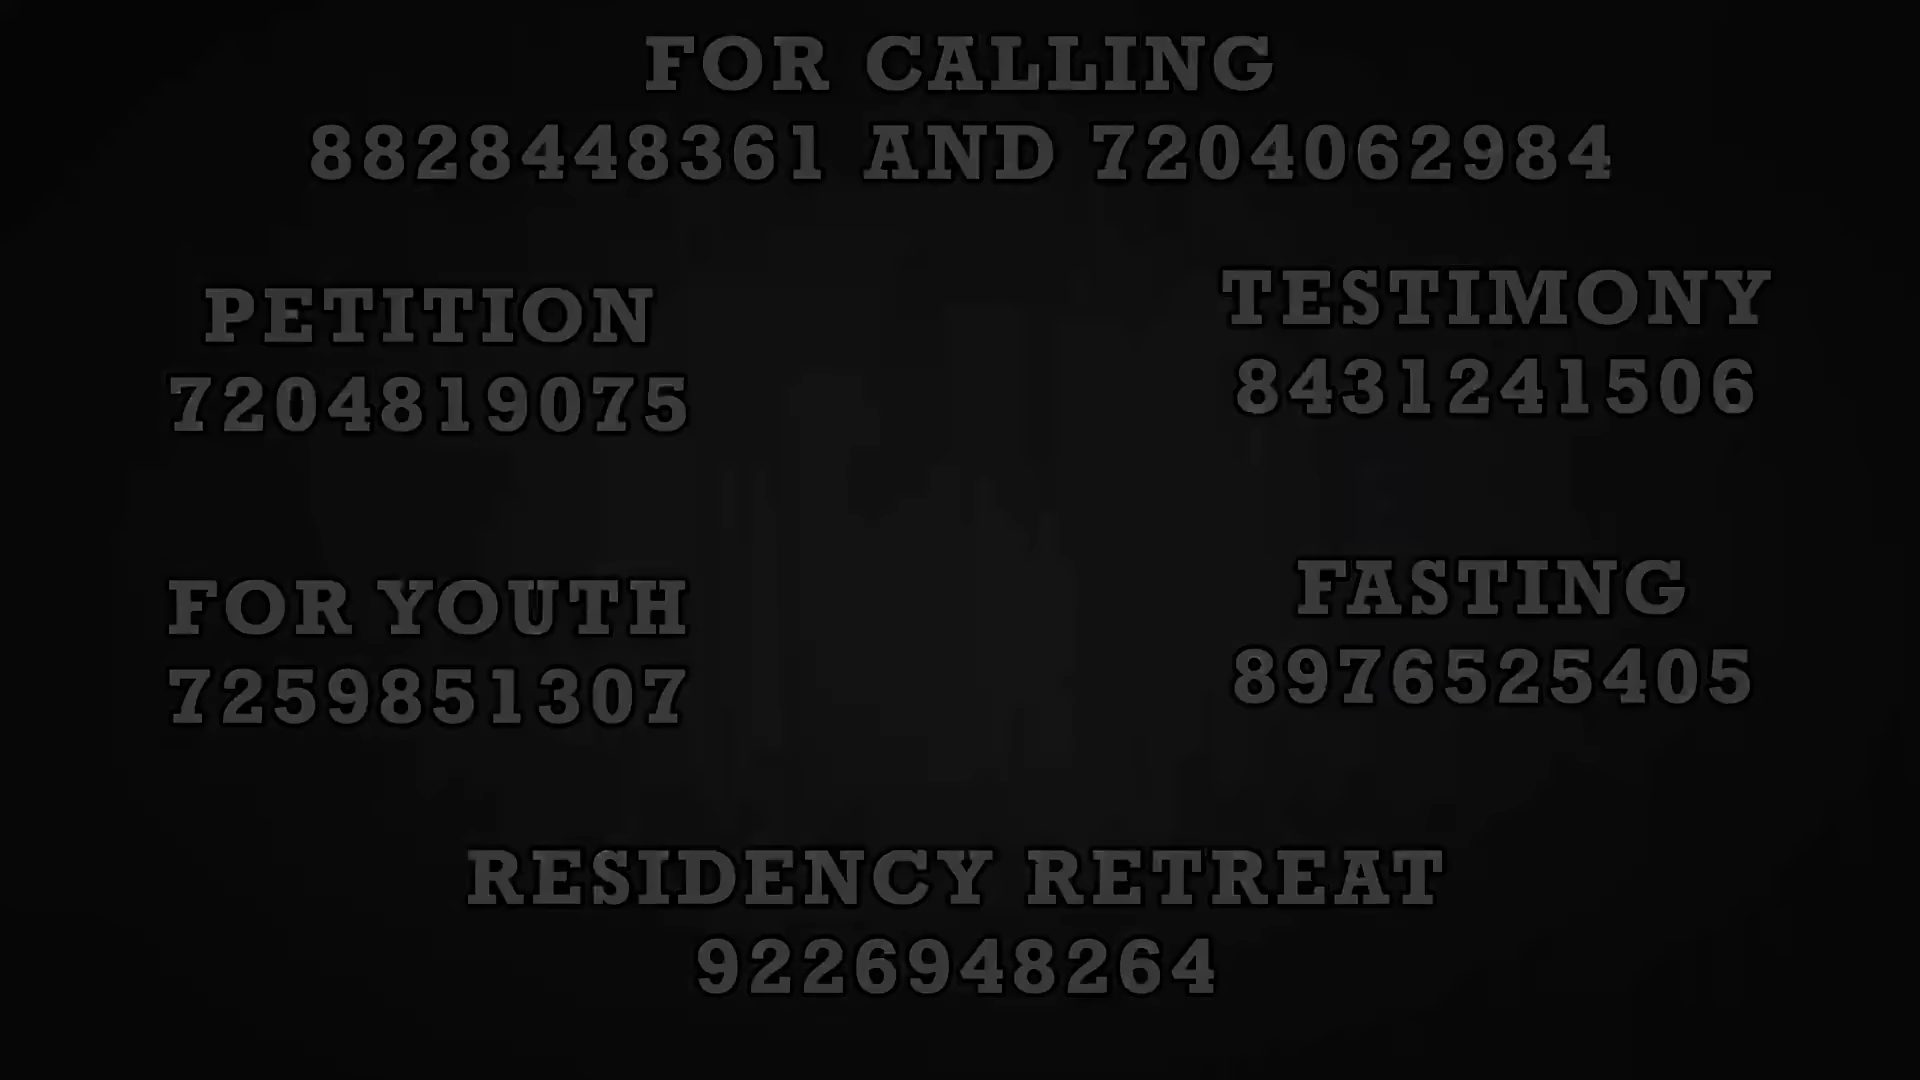 FOR CALLING
8828448361 AND 7204062984
PETITION
7204819075
TESTIMONY
8431241506
FOR YOUTH
7259851307
FASTING
8976525405
RESIDENCY RETREAT
9226948264